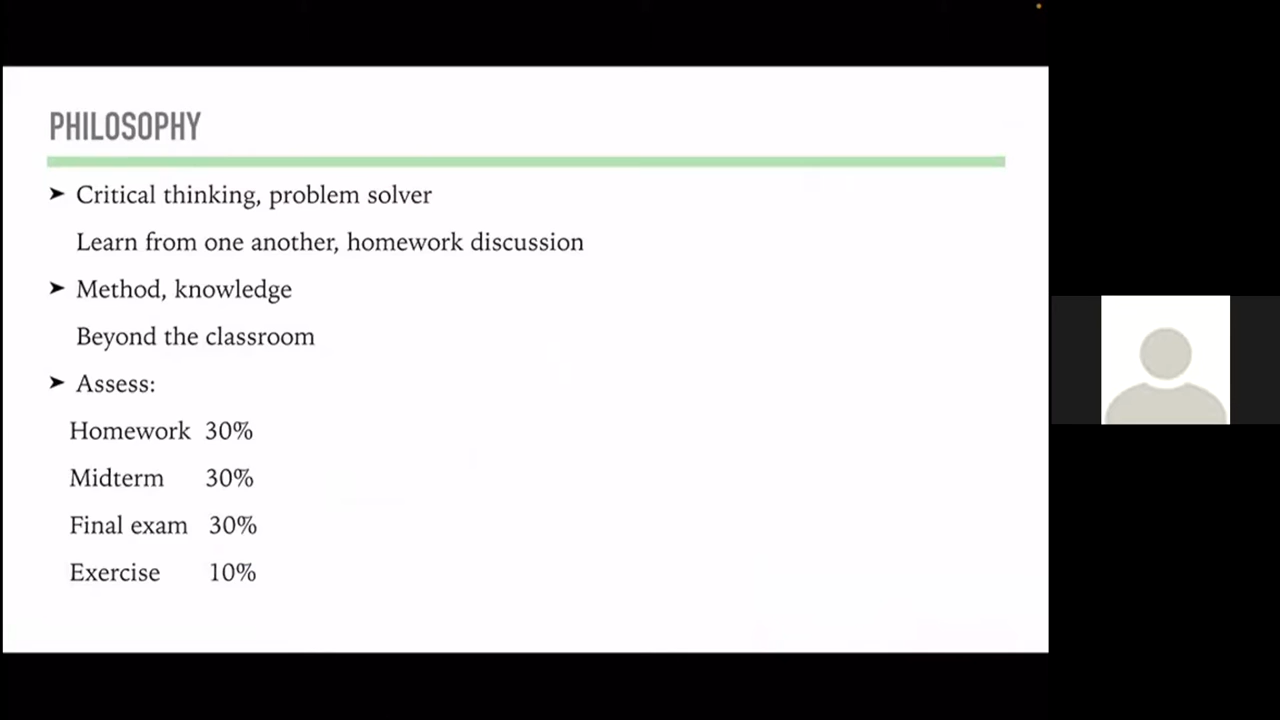 PHILOSOPHY
➤ Critical thinking, problem solver
Learn from one another, homework discussion
➤ Method, knowledge
Beyond the classroom
➤ Assess:
Homework 30%
Midterm 30%
Final exam 30%
Exercise 10%